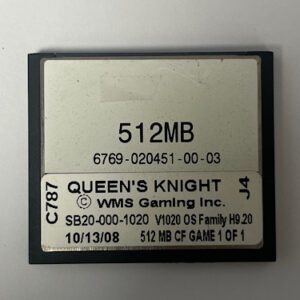 512MB
6769-020451-00-03
C787
QUEEN'S KNIGHT
© WMS Gaming Inc.
SB20-000-1020 V1020 OS Family H9.20
10/13/08 512 MB CF GAME 1 OF 1
J4